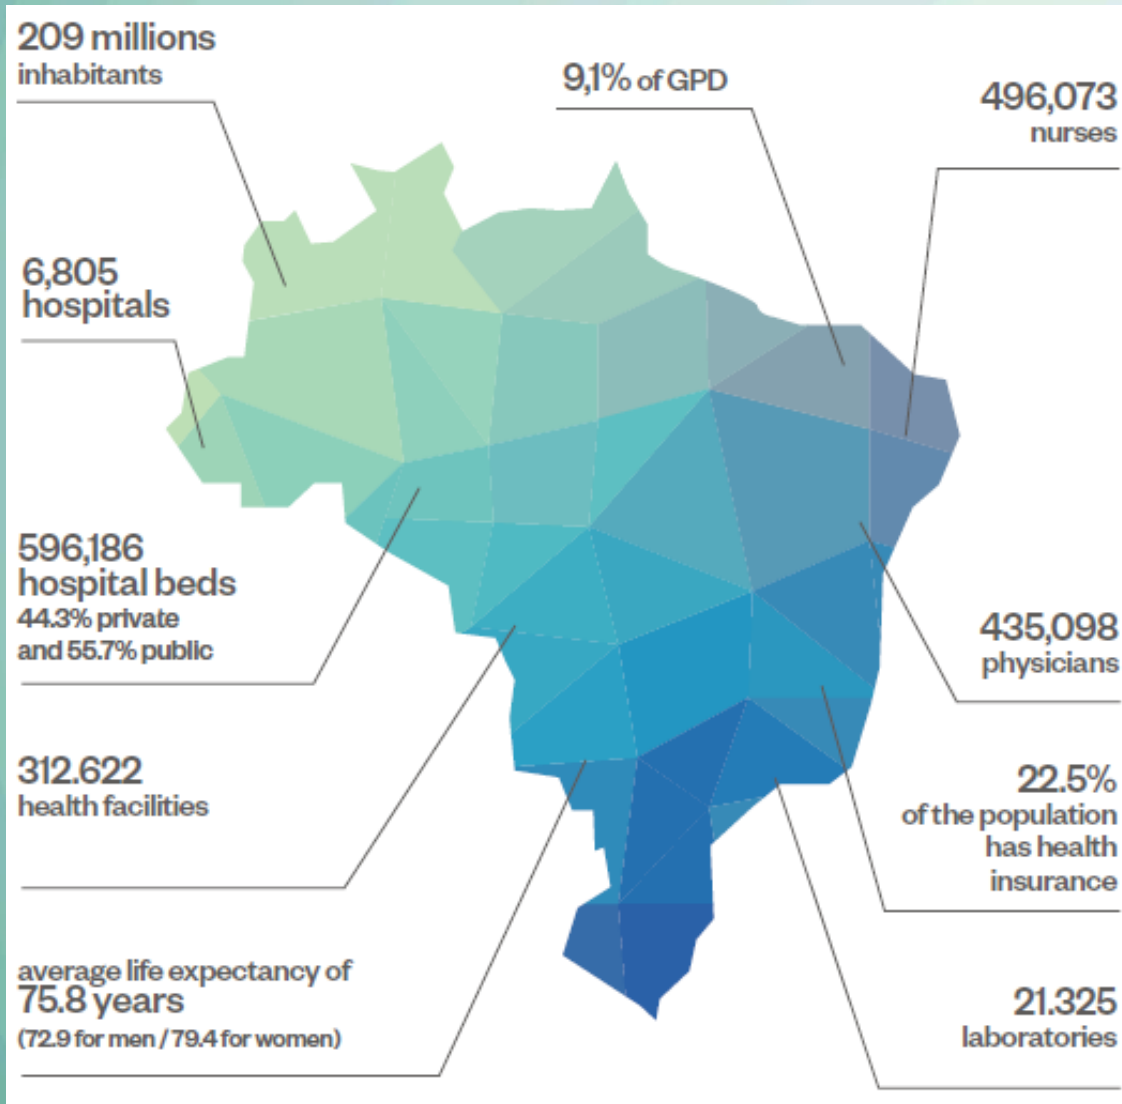 209 millions
inhabitants
9,1% of GPD
496,073
nurses
6,805
hospitals
596,186
hospital beds
44.3% private
and 55.7% public
435,098
physicians
312.622
health facilities
22.5%
of the population
has health
insurance
average life expectancy of
75.8 years
(72.9 for men / 79.4 for women)
21.325
laboratories